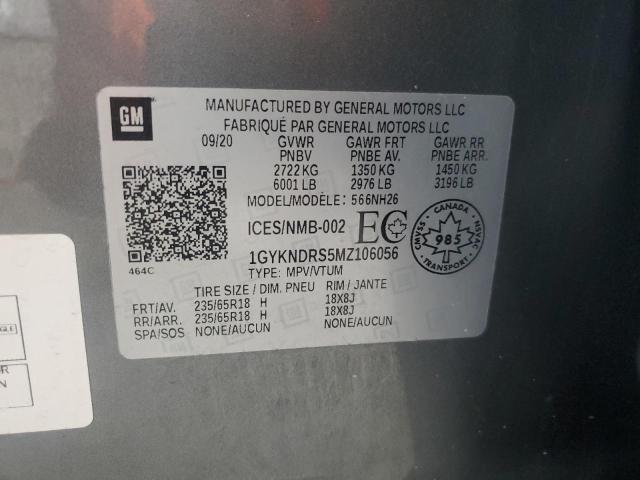 GM
MANUFACTURED BY GENERAL MOTORS LLC
FABRIQUÉ PAR GENERAL MOTORS LLC
09/20 GVWR GAWR FRT GAWR RR
PNBV PNBE AV. PNBE ARR.
2722 KG 1350 KG 1450 KG
6001 LB 2976 LB 3196 LB
MODEL/MODÈLE: 566NH26
ICES/NMB-002 EC
CANADA
CMVSS 985 NSVAC
1GYKNDRS5MZ106056
464C
TYPE: MPV/VTUM
TIRE SIZE / DIM. PNEU RIM / JANTE
FRT/AV. 235/65R18 H 18X8J
RR/ARR. 235/65R18 H 18X8J
SPA/SOS NONE/AUCUN NONE/AUCUN